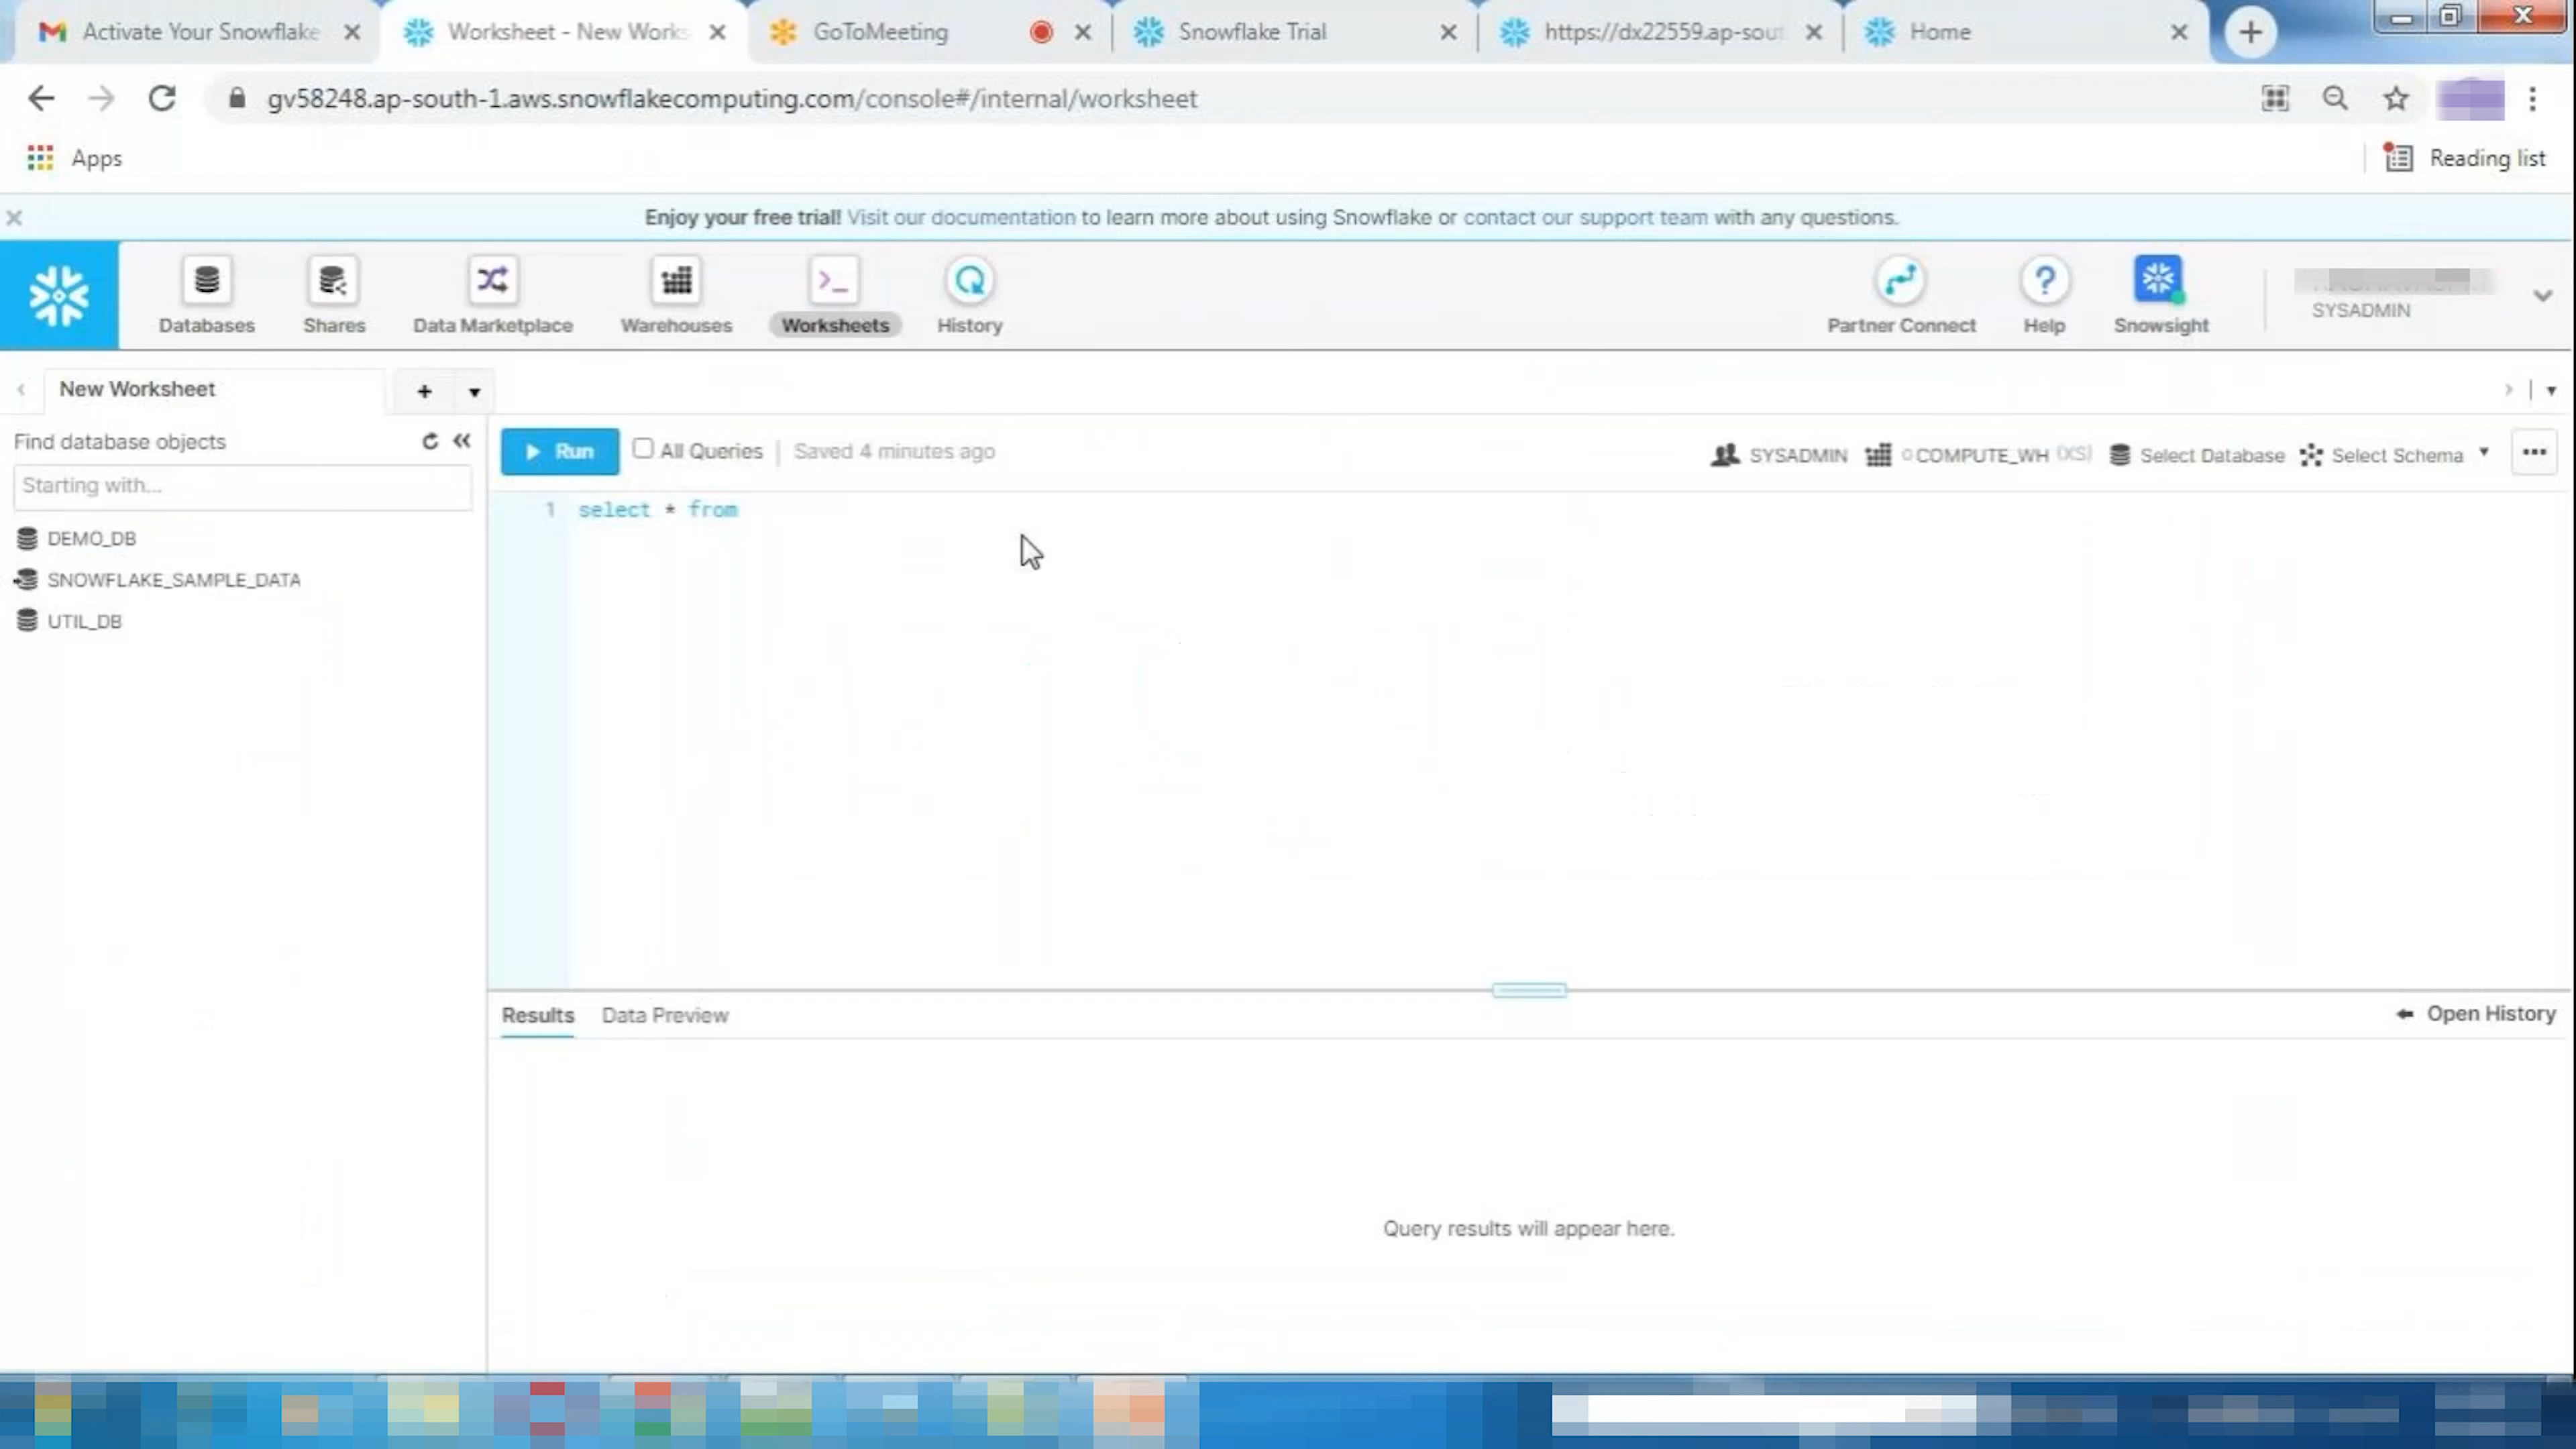 Activate Your Snowflake
Worksheet - New Works
GoToMeeting
Snowflake Trial
https://dx22559.ap-sout
Home
gv58248.ap-south-1.aws.snowflakecomputing.com/console#/internal/worksheet
Apps
Reading list
Enjoy your free trial! Visit our documentation to learn more about using Snowflake or contact our support team with any questions.
Databases
Shares
Data Marketplace
Warehouses
Worksheets
History
Partner Connect
Help
Snowsight
SYSADMIN
New Worksheet
Find database objects
Starting with...
DEMO_DB
SNOWFLAKE_SAMPLE_DATA
UTIL_DB
Run
All Queries
Saved 4 minutes ago
SYSADMIN
COMPUTE_WH (XS)
Select Database
Select Schema
1 select * from
Results
Data Preview
Open History
Query results will appear here.